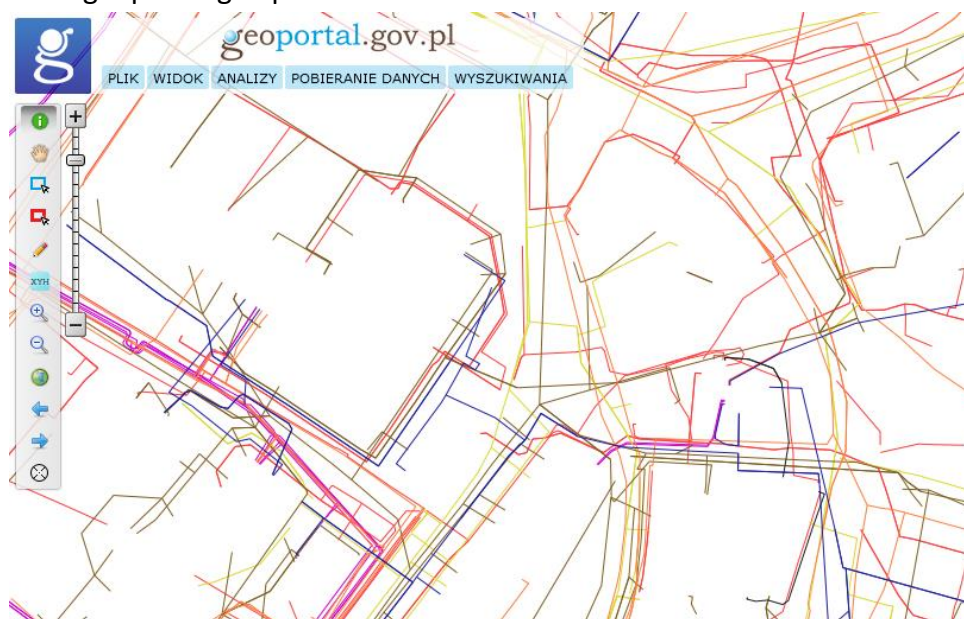 geoportal.gov.pl
PLIK WIDOK ANALIZY POBIERANIE DANYCH WYSZUKIWANIA
XYH